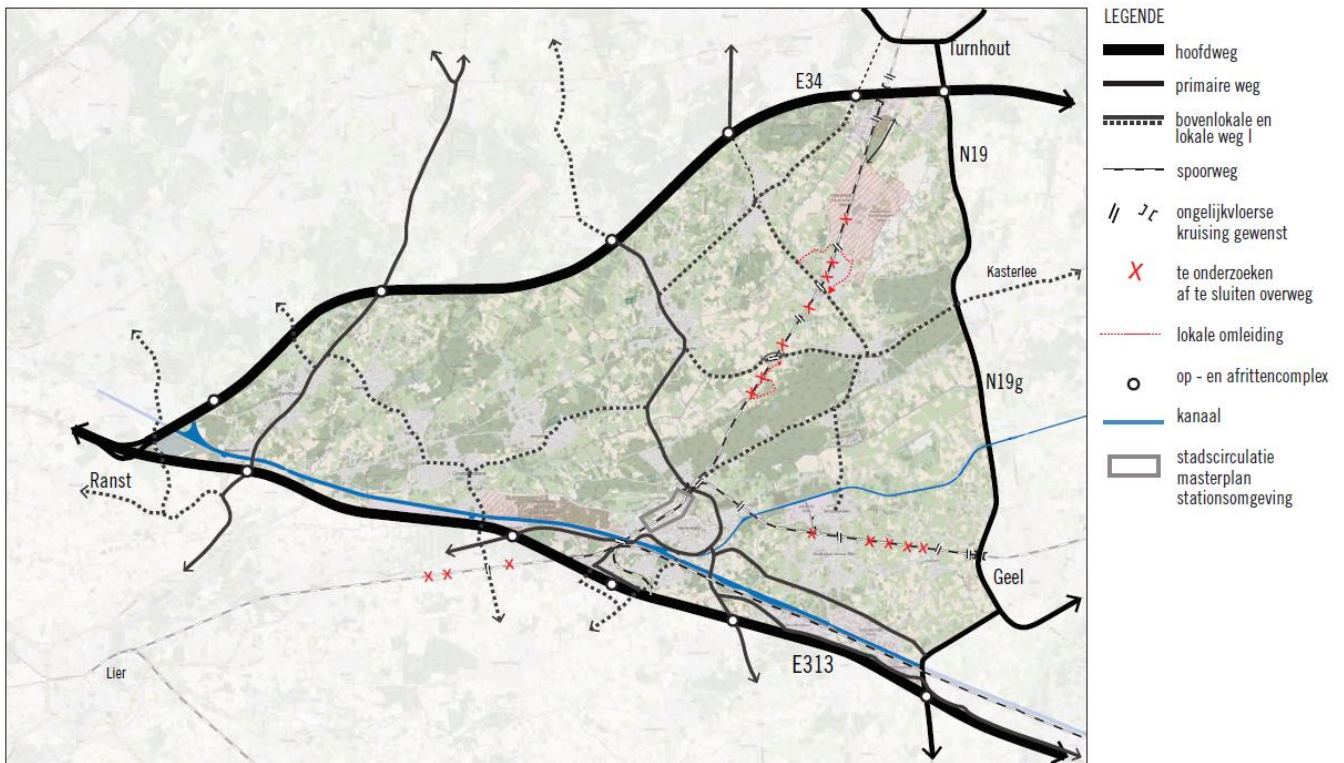 Turnhout
E34
N19
Kasterlee
N19g
Ranst
Geel
E313
Lier
LEGENDE
hoofdweg
primaire weg
bovenlokale en
lokale weg I
spoorweg
ongelijkvloerse
kruising gewenst
te onderzoeken
af te sluiten overweg
lokale omleiding
op - en afrittencomplex
kanaal
stadscirculatie
masterplan
stationsomgeving